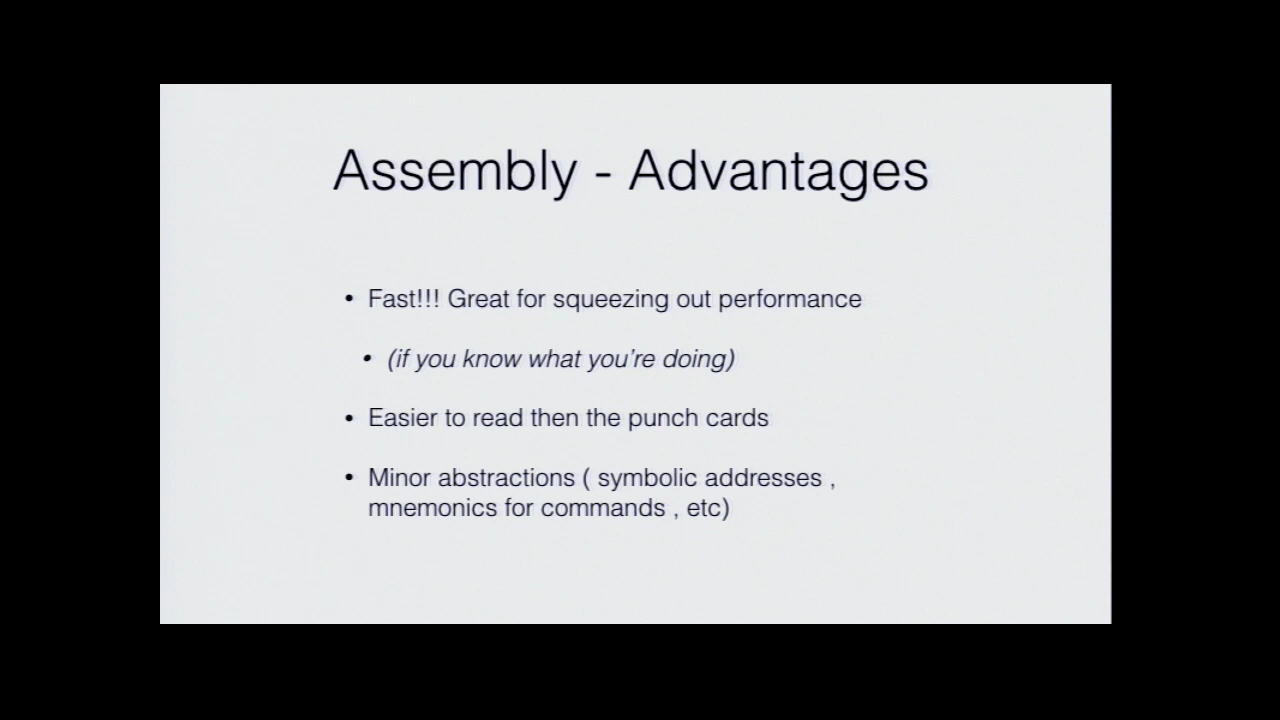 Assembly - Advantages
• Fast!!! Great for squeezing out performance
• (if you know what you're doing)
• Easier to read then the punch cards
• Minor abstractions ( symbolic addresses ,
mnemonics for commands , etc)